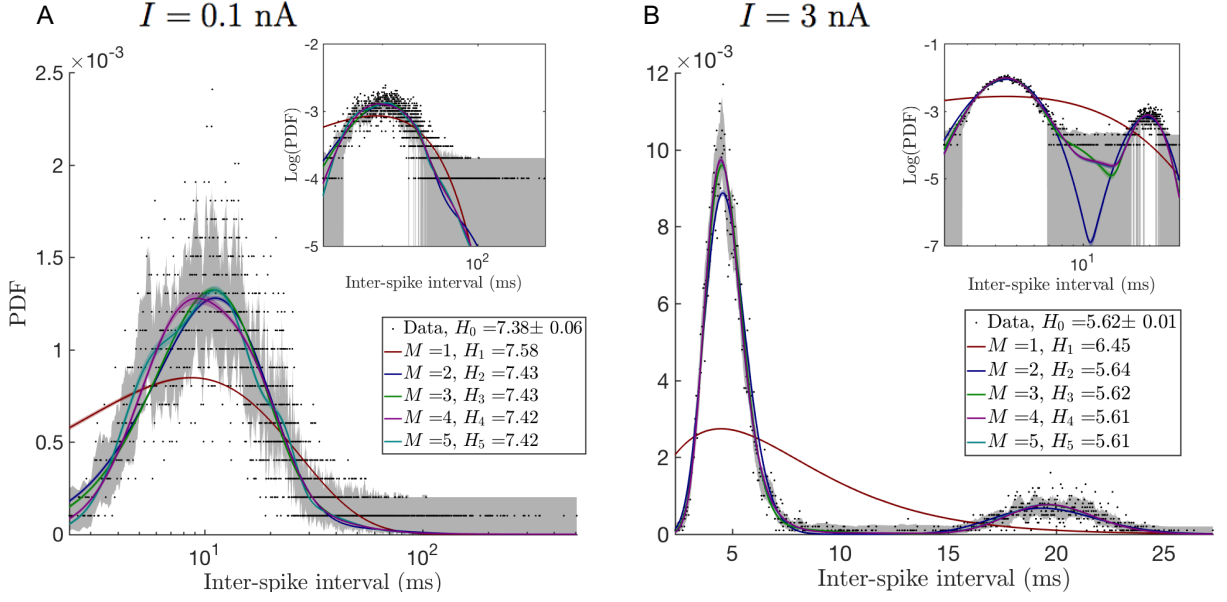 A
I = 0.1 nA
×10⁻³
2.5
2
1.5
1
0.5
0
PDF
10¹
10²
Inter-spike interval (ms)
-2
-3
-4
-5
Log(PDF)
10²
Inter-spike interval (ms)
Data, H₀ =7.38± 0.06
M =1, H₁ =7.58
M =2, H₂ =7.43
M =3, H₃ =7.43
M =4, H₄ =7.42
M =5, H₅ =7.42
B
I = 3 nA
×10⁻³
12
10
8
6
4
2
0
5
10
15
20
25
Inter-spike interval (ms)
-1
-3
-5
-7
Log(PDF)
10¹
Inter-spike interval (ms)
Data, H₀ =5.62± 0.01
M =1, H₁ =6.45
M =2, H₂ =5.64
M =3, H₃ =5.62
M =4, H₄ =5.61
M =5, H₅ =5.61